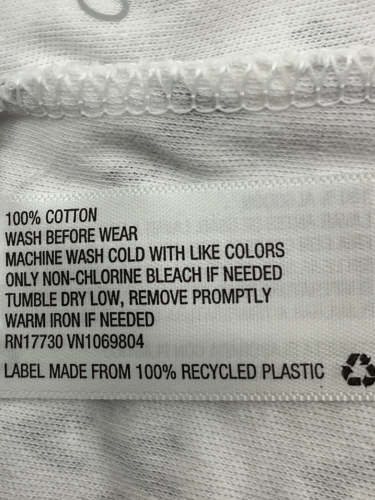 100% COTTON
WASH BEFORE WEAR
MACHINE WASH COLD WITH LIKE COLORS
ONLY NON-CHLORINE BLEACH IF NEEDED
TUMBLE DRY LOW, REMOVE PROMPTLY
WARM IRON IF NEEDED
RN17730 VN1069804
LABEL MADE FROM 100% RECYCLED PLASTIC